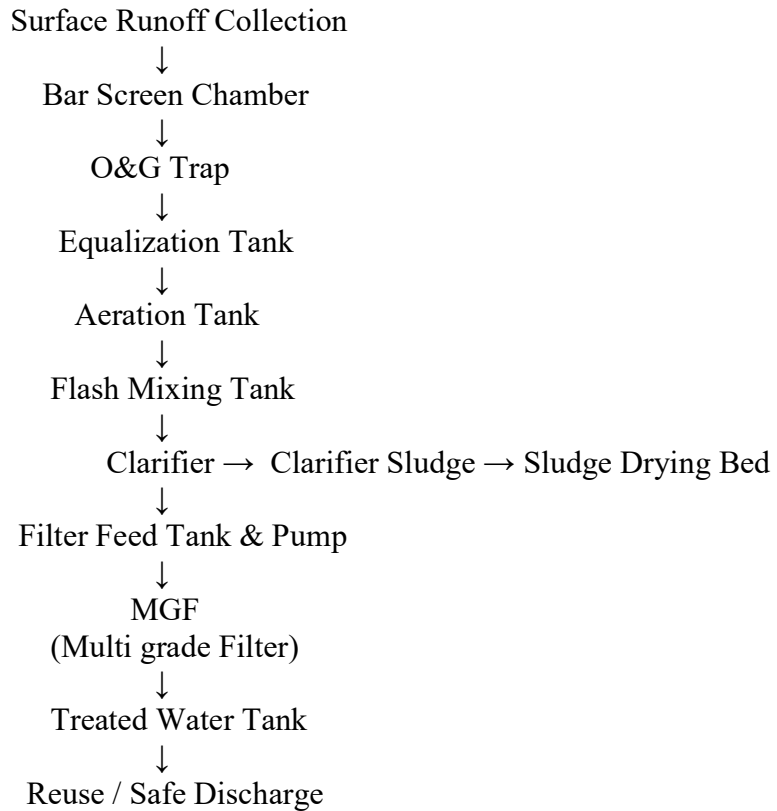 Surface Runoff Collection
↓
Bar Screen Chamber
↓
O&G Trap
↓
Equalization Tank
↓
Aeration Tank
↓
Flash Mixing Tank
↓
Clarifier → Clarifier Sludge → Sludge Drying Bed
↓
Filter Feed Tank & Pump
↓
MGF
(Multi grade Filter)
↓
Treated Water Tank
↓
Reuse / Safe Discharge